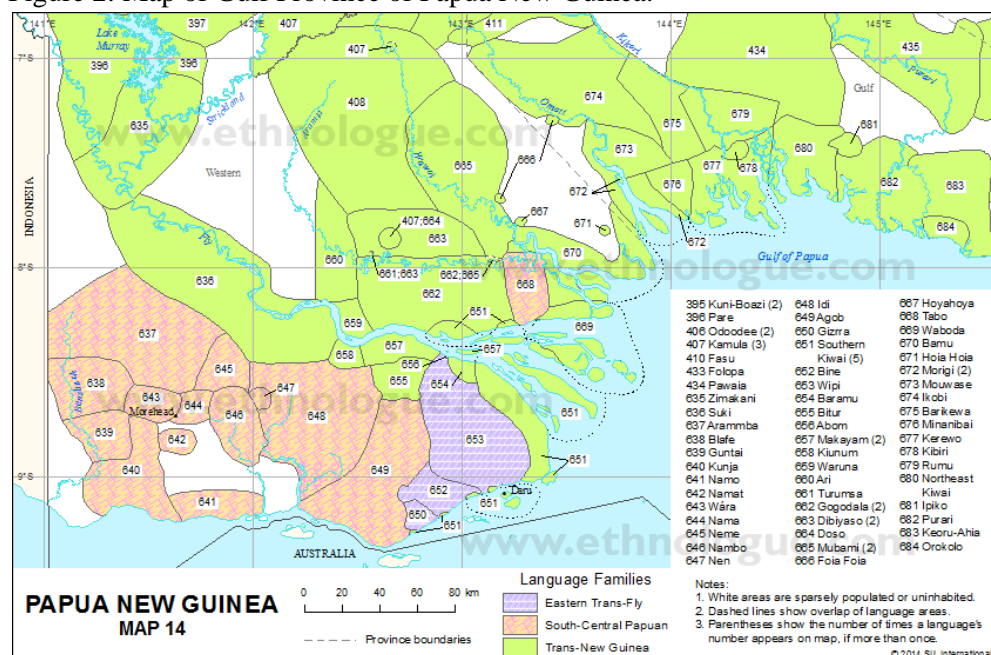 Figure 2. Map of Gulf Province of Papua New Guinea.
141°E 142°E 143°E 144°E 145°E
397 407 411
Lake
Murray
397
396 396
407
434 435
7°S
Kikori
Purari
Gulf
408
Omati
674
679
635
Strickland
Aramia
www.ethnologue.com
675
681
673
680
Western
Wawoi
665
666
677 678
672
676
682 683
INDONESIA
667
671
684
407;664
663
672
Fly
670
Gulf of Papua
8°S
660
661;663 662;665
www.ethnologue.com
636
662
668
651
659
669
637
657
657
658
656
645
655
654
651
638
647
643 644
Morehead
646
648
653
642
639
651
640
649
9°S
652
Daru
641
651
650
651
AUSTRALIA
www.ethnologue.com
395 Kuni-Boazi (2)
396 Pare
406 Odoodee (2)
407 Kamula (3)
410 Fasu
433 Folopa
434 Pawaia
635 Zimakani
636 Suki
637 Arammba
638 Blafe
639 Guntai
640 Kunja
641 Namo
642 Namat
643 Wára
644 Nama
645 Neme
646 Nambo
647 Nen
648 Idi
649 Agob
650 Gizrra
651 Southern
Kiwai (5)
652 Bine
653 Wipi
654 Baramu
655 Bitur
656 Abom
657 Makayam (2)
658 Kiunum
659 Waruna
660 Ari
661 Turumsa
662 Gogodala (2)
663 Dibiyaso (2)
664 Doso
665 Mubami (2)
666 Foia Foia
667 Hoyahoya
668 Tabo
669 Waboda
670 Bamu
671 Hoia Hoia
672 Morigi (2)
673 Mouwase
674 Ikobi
675 Barikewa
676 Minanibai
677 Kerewo
678 Kibiri
679 Rumu
680 Northeast
Kiwai
681 Ipiko
682 Purari
683 Keoru-Ahia
684 Orokolo
PAPUA NEW GUINEA
MAP 14
0 20 40 60 80 km
Province boundaries
Language Families
Eastern Trans-Fly
South-Central Papuan
Trans-New Guinea
Notes:
1. White areas are sparsely populated or uninhabited.
2. Dashed lines show overlap of language areas.
3. Parentheses show the number of times a language's
number appears on map, if more than once.
© 2014 SIL International